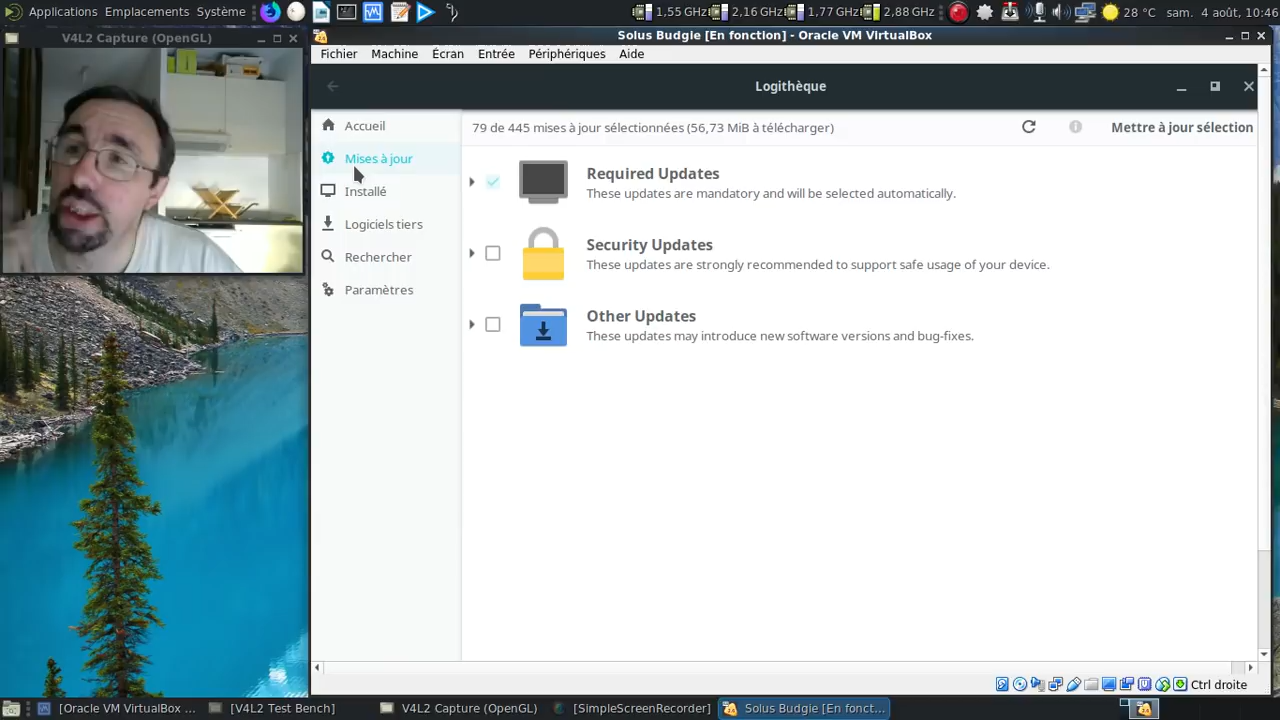 Applications Emplacements Système 1,55 GHz 2,16 GHz 1,77 GHz 2,88 GHz 28 °C sam. 4 août, 10:46
V4L2 Capture (OpenGL)
Solus Budgie [En fonction] - Oracle VM VirtualBox
Fichier Machine Écran Entrée Périphériques Aide
Logithèque
Accueil
Mises à jour
Installé
Logiciels tiers
Rechercher
Paramètres
79 de 445 mises à jour sélectionnées (56,73 MiB à télécharger) Mettre à jour sélection
Required Updates
These updates are mandatory and will be selected automatically.
Security Updates
These updates are strongly recommended to support safe usage of your device.
Other Updates
These updates may introduce new software versions and bug-fixes.
Ctrl droite
[Oracle VM VirtualBox ... [V4L2 Test Bench] V4L2 Capture (OpenGL) [SimpleScreenRecorder] Solus Budgie [En fonct...